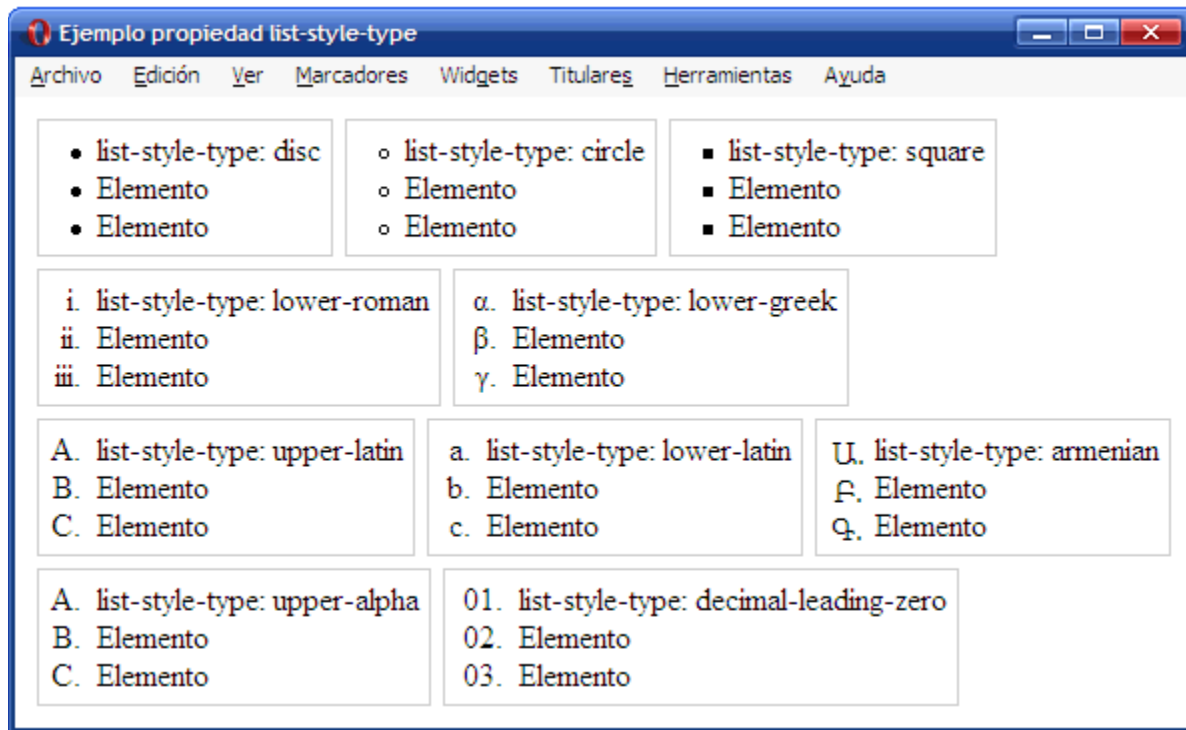 Ejemplo propiedad list-style-type
Archivo Edición Ver Marcadores Widgets Titulares Herramientas Ayuda
• list-style-type: disc
• Elemento
• Elemento
◦ list-style-type: circle
◦ Elemento
◦ Elemento
▪ list-style-type: square
▪ Elemento
▪ Elemento
i. list-style-type: lower-roman
ii. Elemento
iii. Elemento
α. list-style-type: lower-greek
β. Elemento
γ. Elemento
A. list-style-type: upper-latin
B. Elemento
C. Elemento
a. list-style-type: lower-latin
b. Elemento
c. Elemento
Ա. list-style-type: armenian
Բ. Elemento
Գ. Elemento
A. list-style-type: upper-alpha
B. Elemento
C. Elemento
01. list-style-type: decimal-leading-zero
02. Elemento
03. Elemento